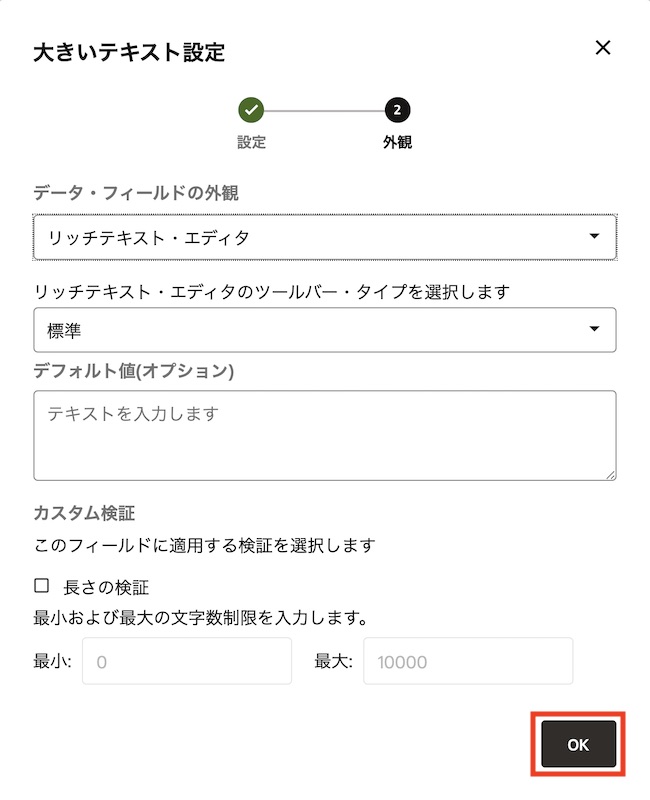 大きいテキスト設定
2
設定
外観
データ・フィールドの外観
リッチテキスト・エディタ
リッチテキスト・エディタのツールバー・タイプを選択します
標準
デフォルト値(オプション)
テキストを入力します
カスタム検証
このフィールドに適用する検証を選択します
長さの検証
最小および最大の文字数制限を入力します。
最小: 0 最大: 10000
OK